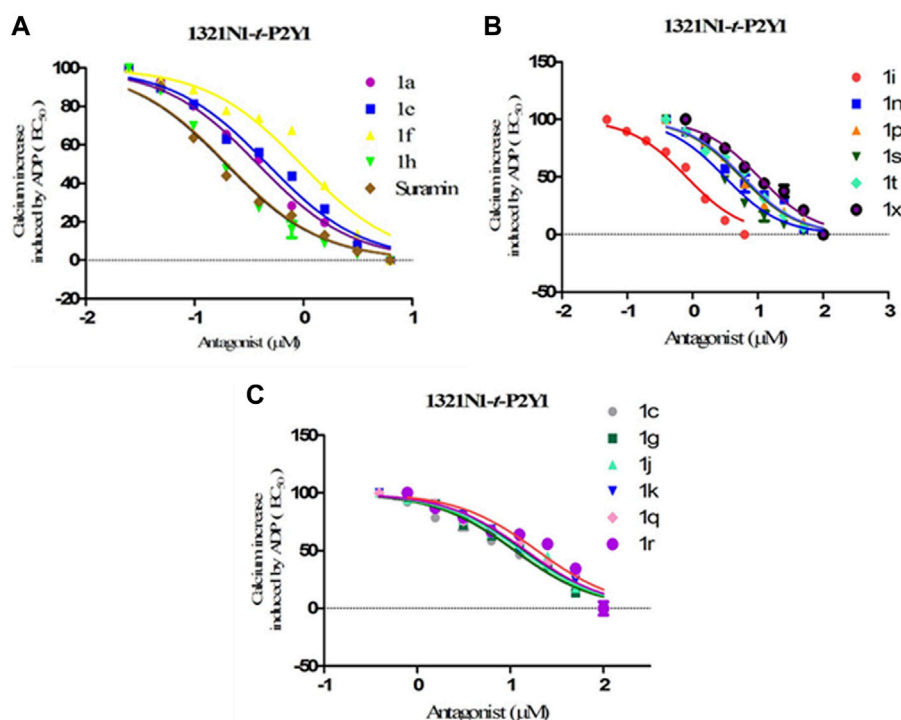 A
1321N1-t-P2Y1
Calcium increase
induced by ADP ( EC50)
100
80
60
40
20
0
-20
-2
-1
0
1
Antagonist (μM)
1a
1e
1f
1h
Suramin
B
1321N1-t-P2Y1
Calcium increase
induced by ADP ( EC50)
150
100
50
0
-50
-2
-1
0
1
2
3
Antagonist (μM)
1i
1n
1p
1s
1t
1x
C
1321N1-t-P2Y1
Calcium increase
induced by ADP ( EC50)
150
100
50
0
-50
-1
0
1
2
Antagonist (μM)
1c
1g
1j
1k
1q
1r